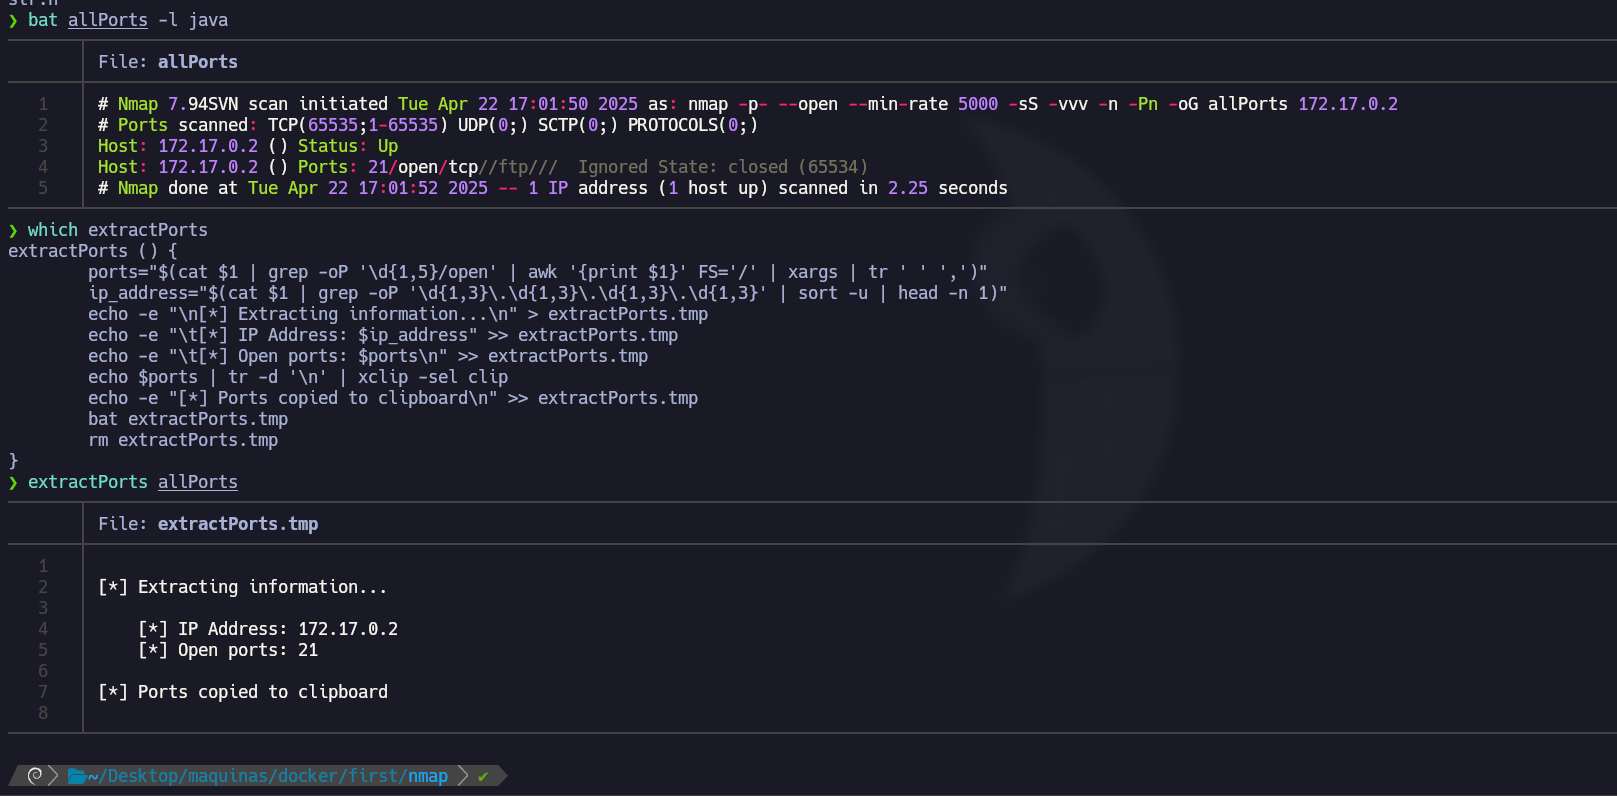 ❯ bat allPorts -l java
File: allPorts
1 # Nmap 7.94SVN scan initiated Tue Apr 22 17:01:50 2025 as: nmap -p- --open --min-rate 5000 -sS -vvv -n -Pn -oG allPorts 172.17.0.2
2 # Ports scanned: TCP(65535;1-65535) UDP(0;) SCTP(0;) PROTOCOLS(0;)
3 Host: 172.17.0.2 () Status: Up
4 Host: 172.17.0.2 () Ports: 21/open/tcp//ftp///  Ignored State: closed (65534)
5 # Nmap done at Tue Apr 22 17:01:52 2025 -- 1 IP address (1 host up) scanned in 2.25 seconds
❯ which extractPorts
extractPorts () {
        ports="$(cat $1 | grep -oP '\d{1,5}/open' | awk '{print $1}' FS='/' | xargs | tr ' ' ',')"
        ip_address="$(cat $1 | grep -oP '\d{1,3}\.\d{1,3}\.\d{1,3}\.\d{1,3}' | sort -u | head -n 1)"
        echo -e "\n[*] Extracting information...\n" > extractPorts.tmp
        echo -e "\t[*] IP Address: $ip_address" >> extractPorts.tmp
        echo -e "\t[*] Open ports: $ports\n" >> extractPorts.tmp
        echo $ports | tr -d '\n' | xclip -sel clip
        echo -e "[*] Ports copied to clipboard\n" >> extractPorts.tmp
        bat extractPorts.tmp
        rm extractPorts.tmp
}
❯ extractPorts allPorts
File: extractPorts.tmp
1
2 [*] Extracting information...
3
4     [*] IP Address: 172.17.0.2
5     [*] Open ports: 21
6
7 [*] Ports copied to clipboard
8
~/Desktop/maquinas/docker/first/nmap ✔